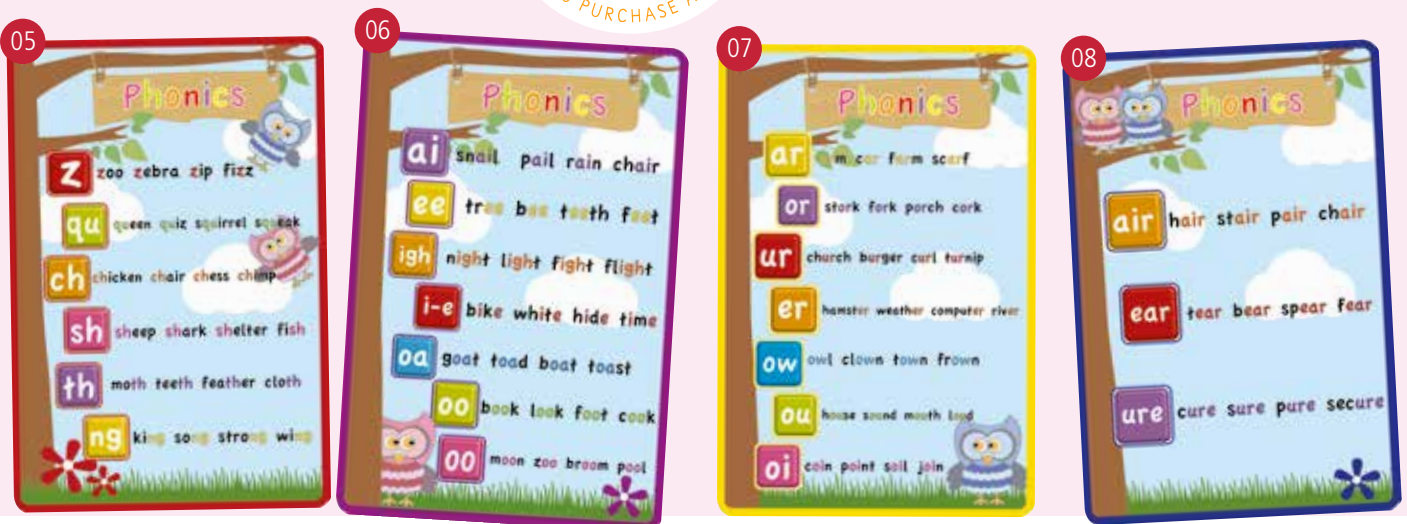 PURCHASE
05
Phonics
z zoo zebra zip fizz
qu queen quiz squirrel squeak
ch chicken chair chess chimp
sh sheep shark shelter fish
th moth teeth feather cloth
ng king song strong wing
06
Phonics
ai snail pail rain chair
ee tree bee teeth feet
igh night light fight flight
i-e bike white hide time
oa goat toad boat toast
oo book look foot cook
oo moon zoo broom pool
07
Phonics
ar arm car farm scarf
or stork fork porch cork
ur church burger curl turnip
er hamster weather computer river
ow owl clown town frown
ou house sound mouth loud
oi coin point soil join
08
Phonics
air hair stair pair chair
ear tear bear spear fear
ure cure sure pure secure